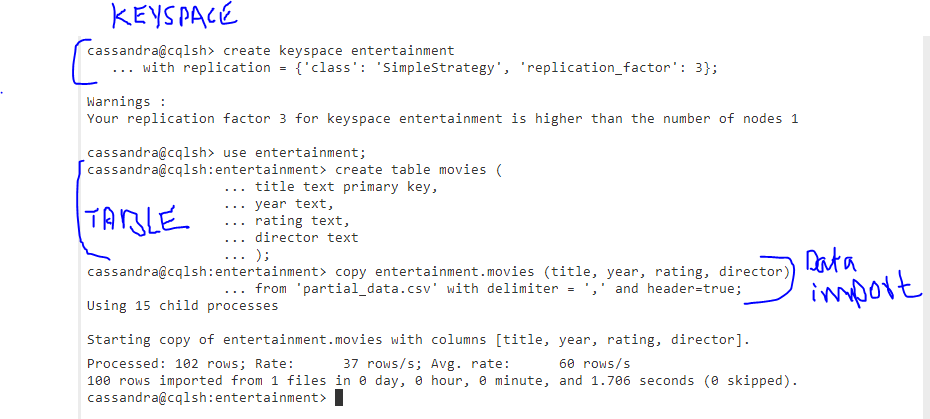 KEYSPACE
cassandra@cqlsh> create keyspace entertainment
... with replication = {'class': 'SimpleStrategy', 'replication_factor': 3};
Warnings :
Your replication factor 3 for keyspace entertainment is higher than the number of nodes 1
cassandra@cqlsh> use entertainment;
cassandra@cqlsh:entertainment> create table movies (
... title text primary key,
... year text,
TABLE
... rating text,
... director text
... );
cassandra@cqlsh:entertainment> copy entertainment.movies (title, year, rating, director)
... from 'partial_data.csv' with delimiter = ',' and header=true;
Data
import
Using 15 child processes
Starting copy of entertainment.movies with columns [title, year, rating, director].
Processed: 102 rows; Rate:      37 rows/s; Avg. rate:      60 rows/s
100 rows imported from 1 files in 0 day, 0 hour, 0 minute, and 1.706 seconds (0 skipped).
cassandra@cqlsh:entertainment>